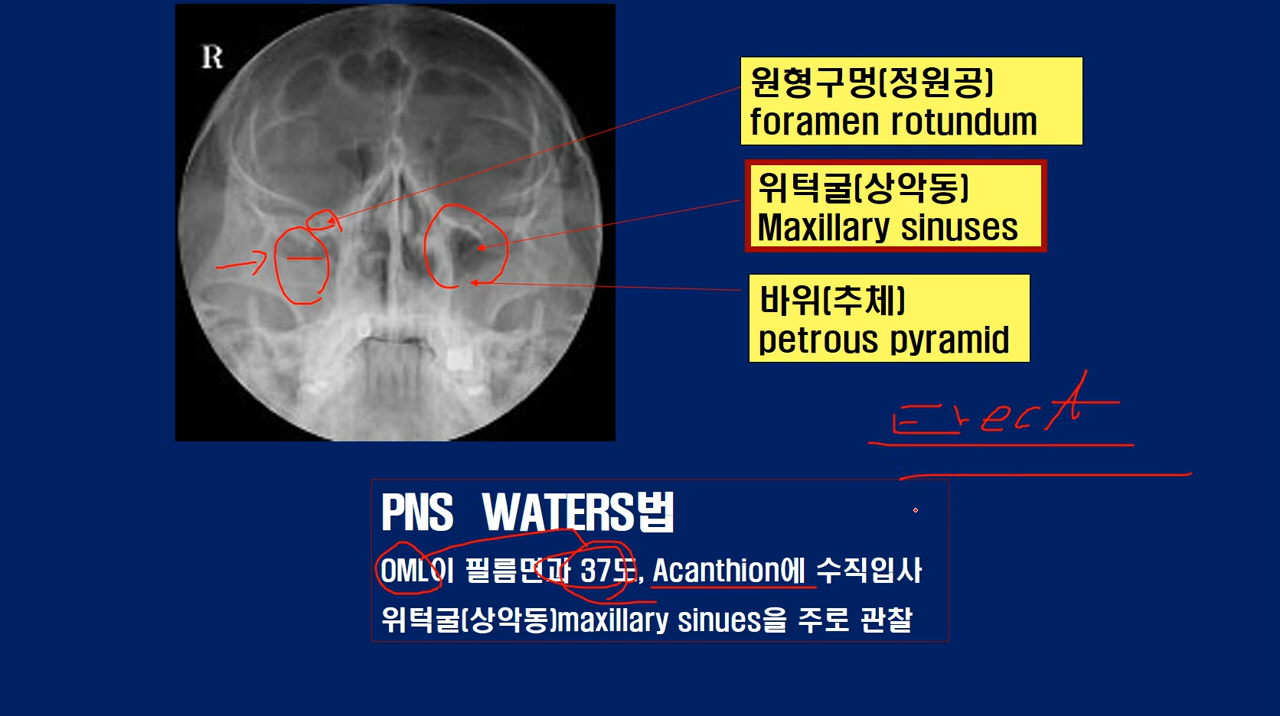 R
원형구멍(정원공)
foramen rotundum
위턱굴(상악동)
Maxillary sinuses
바위(추체)
petrous pyramid
Erect
PNS WATERS법
OML이 필름면과 37도, Acanthion에 수직입사
위턱굴(상악동)maxillary sinues을 주로 관찰